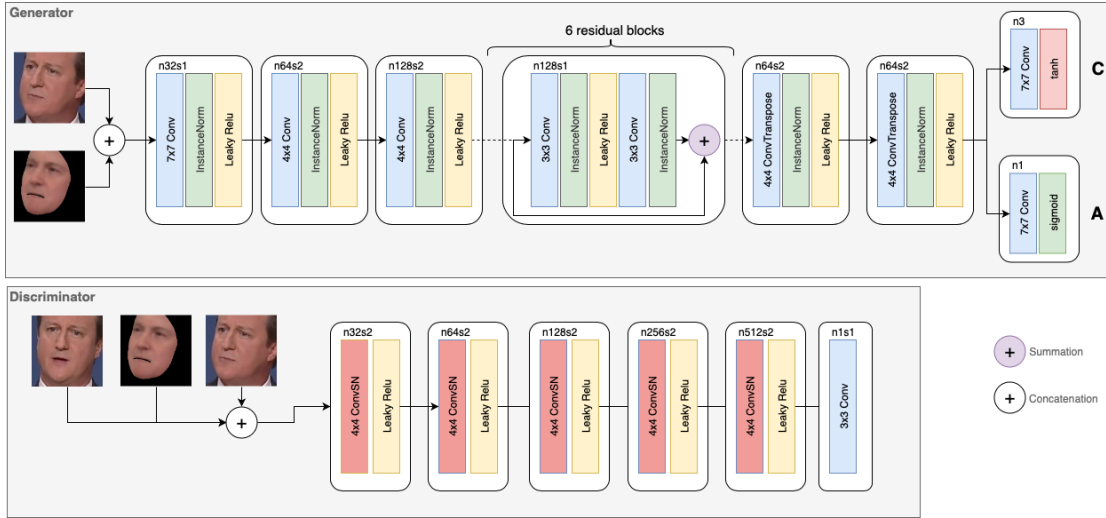 Generator
6 residual blocks
n32s1
7x7 Conv
InstanceNorm
Leaky Relu
n64s2
4x4 Conv
InstanceNorm
Leaky Relu
n128s2
4x4 Conv
InstanceNorm
Leaky Relu
n128s1
3x3 Conv
InstanceNorm
Leaky Relu
3x3 Conv
InstanceNorm
+
+
n64s2
4x4 ConvTranspose
InstanceNorm
Leaky Relu
n64s2
4x4 ConvTranspose
InstanceNorm
Leaky Relu
n3
7x7 Conv
tanh
C
n1
7x7 Conv
sigmoid
A
Discriminator
+
n32s2
4x4 ConvSN
Leaky Relu
n64s2
4x4 ConvSN
Leaky Relu
n128s2
4x4 ConvSN
Leaky Relu
n256s2
4x4 ConvSN
Leaky Relu
n512s2
4x4 ConvSN
Leaky Relu
n1s1
3x3 Conv
+ Summation
+ Concatenation